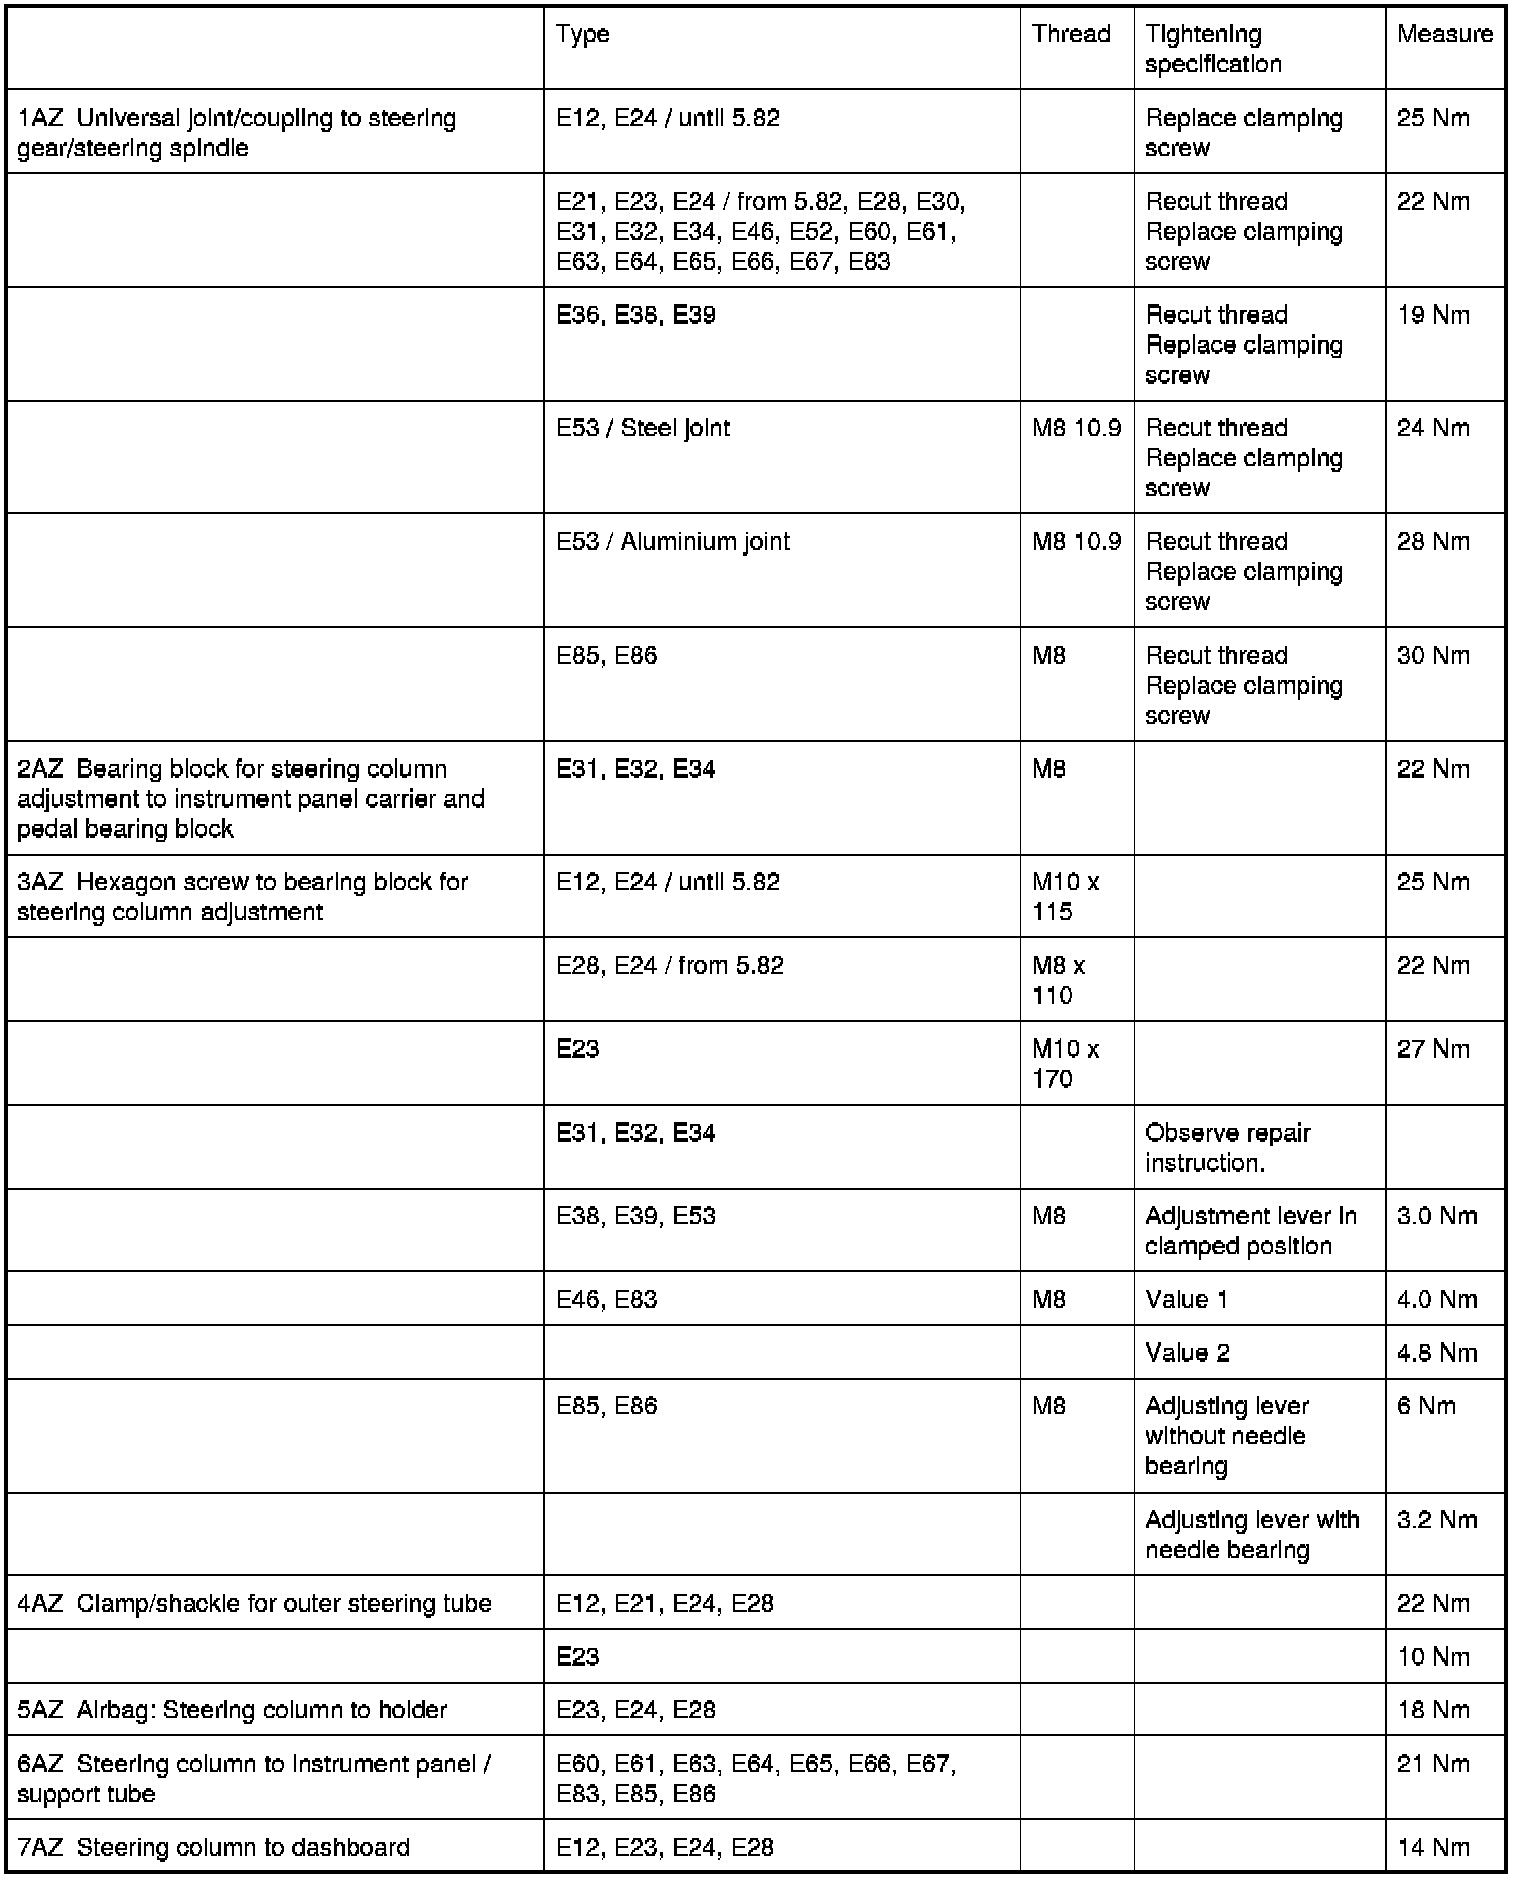 Type Thread Tightening Measure
specification
1AZ Universal joint/coupling to steering E12, E24 / until 5.82 Replace clamping 25 Nm
gear/steering spindle screw
E21, E23, E24 / from 5.82, E28, E30, Recut thread 22 Nm
E31, E32, E34, E46, E52, E60, E61, Replace clamping
E63, E64, E65, E66, E67, E83 screw
E36, E38, E39 Recut thread 19 Nm
Replace clamping
screw
E53 / Steel joint M8 10.9 Recut thread 24 Nm
Replace clamping
screw
E53 / Aluminium joint M8 10.9 Recut thread 28 Nm
Replace clamping
screw
E85, E86 M8 Recut thread 30 Nm
Replace clamping
screw
2AZ Bearing block for steering column E31, E32, E34 M8 22 Nm
adjustment to instrument panel carrier and
pedal bearing block
3AZ Hexagon screw to bearing block for E12, E24 / until 5.82 M10 x 25 Nm
steering column adjustment 115
E28, E24 / from 5.82 M8 x 22 Nm
110
E23 M10 x 27 Nm
170
E31, E32, E34 Observe repair
instruction.
E38, E39, E53 M8 Adjustment lever in 3.0 Nm
clamped position
E46, E83 M8 Value 1 4.0 Nm
Value 2 4.8 Nm
E85, E86 M8 Adjusting lever 6 Nm
without needle
bearing
Adjusting lever with 3.2 Nm
needle bearing
4AZ Clamp/shackle for outer steering tube E12, E21, E24, E28 22 Nm
E23 10 Nm
5AZ Airbag: Steering column to holder E23, E24, E28 18 Nm
6AZ Steering column to instrument panel / E60, E61, E63, E64, E65, E66, E67, 21 Nm
support tube E83, E85, E86
7AZ Steering column to dashboard E12, E23, E24, E28 14 Nm